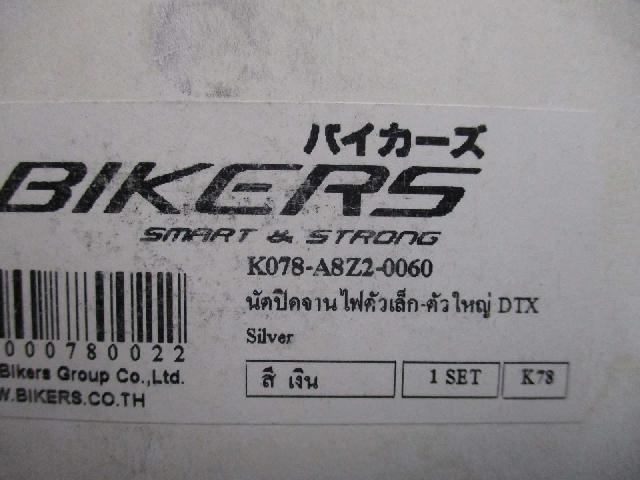 バイカーズ
BIKERS
SMART & STRONG
K078-A8Z2-0060
นัตปิดจานไฟตัวเล็ก-ตัวใหญ่ DTX
Silver
000780022
Bikers Group Co.,Ltd.
W.BIKERS.CO.TH
สี เงิน
1 SET
K78